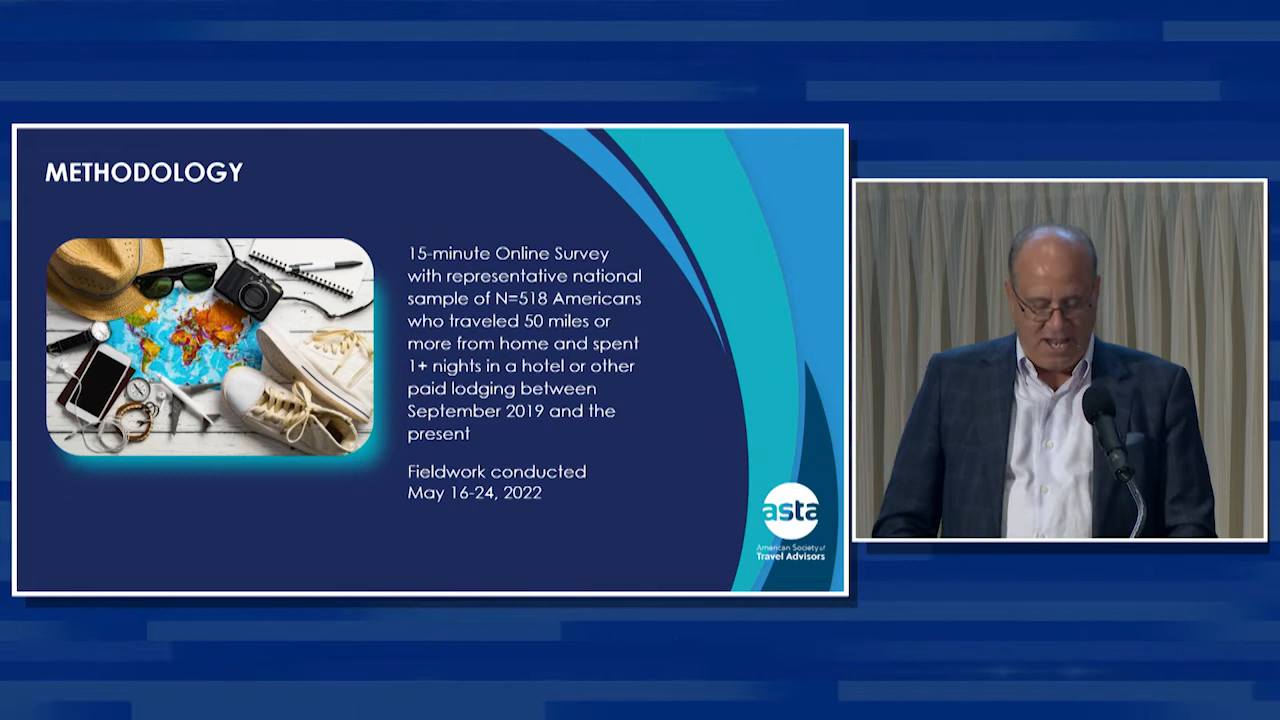 METHODOLOGY
15-minute Online Survey
with representative national
sample of N=518 Americans
who traveled 50 miles or
more from home and spent
1+ nights in a hotel or other
paid lodging between
September 2019 and the
present
Fieldwork conducted
May 16-24, 2022
asta
American Society of
Travel Advisors